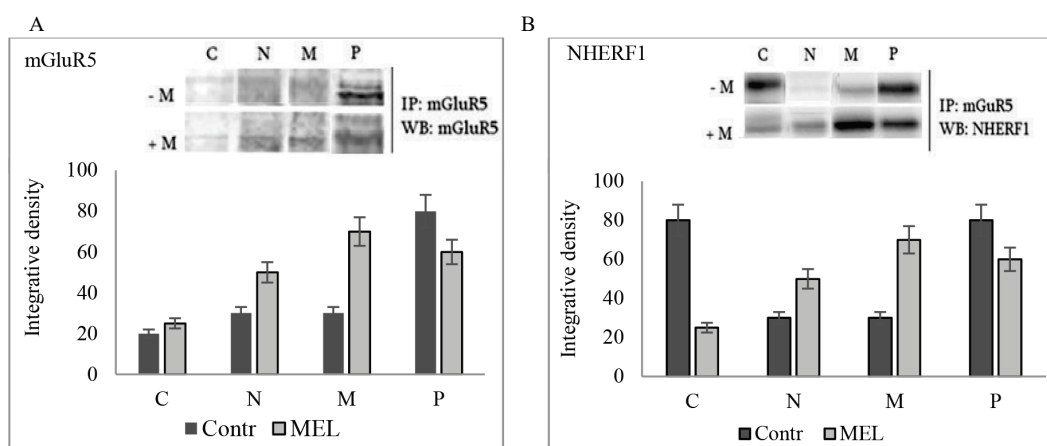 A
mGluR5
C N M P
- M
+ M
IP: mGluR5
WB: mGluR5
Integrative density
100
80
60
40
20
0
C N M P
Contr MEL
B
NHERF1
C N M P
- M
+ M
IP: mGuR5
WB: NHERF1
Integrative density
100
80
60
40
20
0
C N M P
Contr MEL